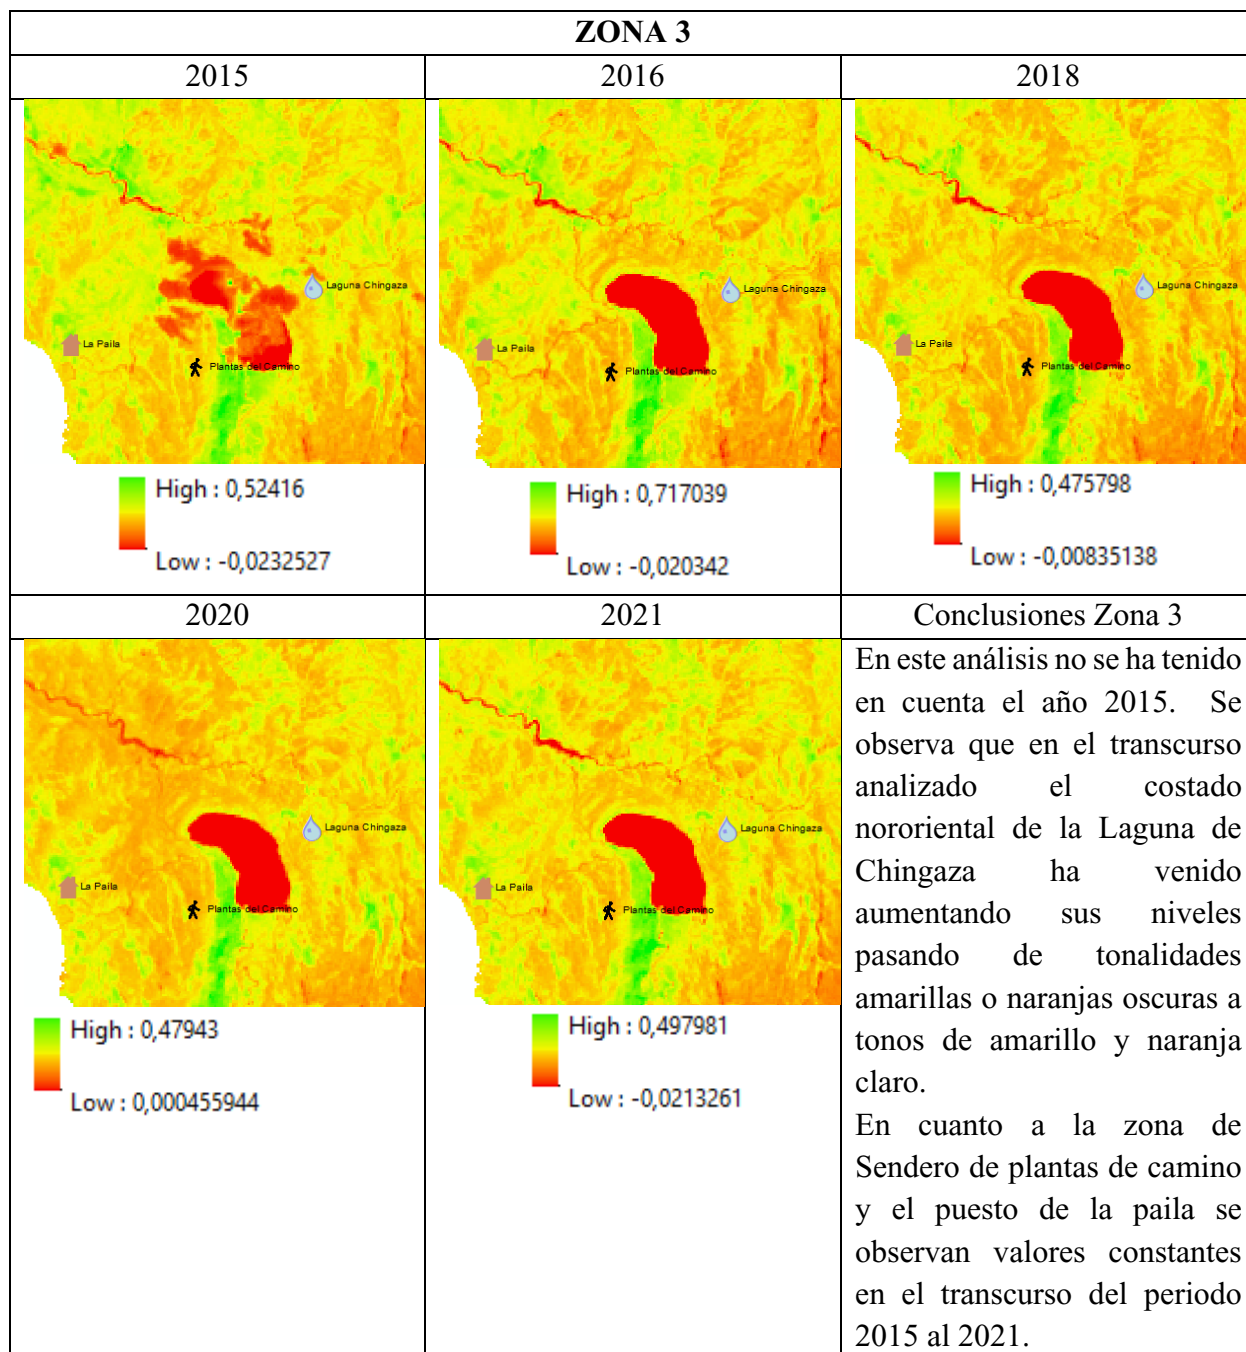 ZONA 3
2015
2016
2018
Laguna Chingaza
La Paila
Plantas del Camino
High : 0,52416
Low : -0,0232527
Laguna Chingaza
La Paila
Plantas del Camino
High : 0,717039
Low : -0,020342
Laguna Chingaza
La Paila
Plantas del Camino
High : 0,475798
Low : -0,00835138
2020
2021
Conclusiones Zona 3
Laguna Chingaza
La Paila
Plantas del Camino
High : 0,47943
Low : 0,000455944
Laguna Chingaza
La Paila
Plantas del Camino
High : 0,497981
Low : -0,0213261
En este análisis no se ha tenido
en cuenta el año 2015. Se
observa que en el transcurso
analizado el costado
nororiental de la Laguna de
Chingaza ha venido
aumentando sus niveles
pasando de tonalidades
amarillas o naranjas oscuras a
tonos de amarillo y naranja
claro.
En cuanto a la zona de
Sendero de plantas de camino
y el puesto de la paila se
observan valores constantes
en el transcurso del periodo
2015 al 2021.